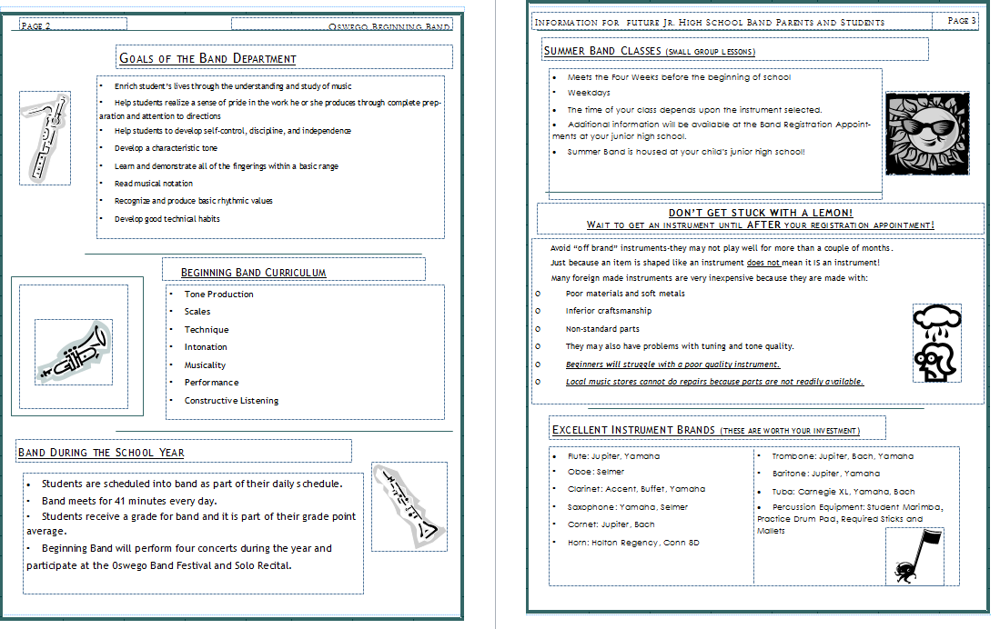 Page 2
Oswego Beginning Band
Goals of the Band Department
• Enrich student's lives through the understanding and study of music
• Help students realize a sense of pride in the work he or she produces through complete prep-
aration and attention to directions
• Help students to develop self-control, discipline, and independence
• Develop a characteristic tone
• Learn and demonstrate all of the fingerings within a basic range
• Read musical notation
• Recognize and produce basic rhythmic values
• Develop good technical habits
Beginning Band Curriculum
• Tone Production
• Scales
• Technique
• Intonation
• Musicality
• Performance
• Constructive Listening
Band During the School Year
• Students are scheduled into band as part of their daily schedule.
• Band meets for 41 minutes every day.
• Students receive a grade for band and it is part of their grade point
average.
• Beginning Band will perform four concerts during the year and
participate at the Oswego Band Festival and Solo Recital.
Information for future Jr. High School Band Parents and Students
Page 3
Summer Band Classes (small group lessons)
• Meets the Four Weeks before the beginning of school
• Weekdays
• The time of your class depends upon the instrument selected.
• Additional information will be available at the Band Registration Appoint-
ments at your junior high school.
• Summer Band is housed at your child's junior high school!
DON'T GET STUCK WITH A LEMON!
Wait to get an instrument until AFTER your registration appointment!
Avoid "off brand" instruments-they may not play well for more than a couple of months.
Just because an item is shaped like an instrument does not mean it IS an instrument!
Many foreign made instruments are very inexpensive because they are made with:
o Poor materials and soft metals
o Inferior craftsmanship
o Non-standard parts
o They may also have problems with tuning and tone quality.
o Beginners will struggle with a poor quality instrument.
o Local music stores cannot do repairs because parts are not readily available.
Excellent Instrument Brands (these are worth your investment)
• Flute: Jupiter, Yamaha
• Oboe: Selmer
• Clarinet: Accent, Buffet, Yamaha
• Saxophone: Yamaha, Selmer
• Cornet: Jupiter, Bach
• Horn: Holton Regency, Conn 8D
• Trombone: Jupiter, Bach, Yamaha
• Baritone: Jupiter, Yamaha
• Tuba: Carnegie XL, Yamaha, Bach
• Percussion Equipment: Student Marimba,
Practice Drum Pad, Required Sticks and
Mallets